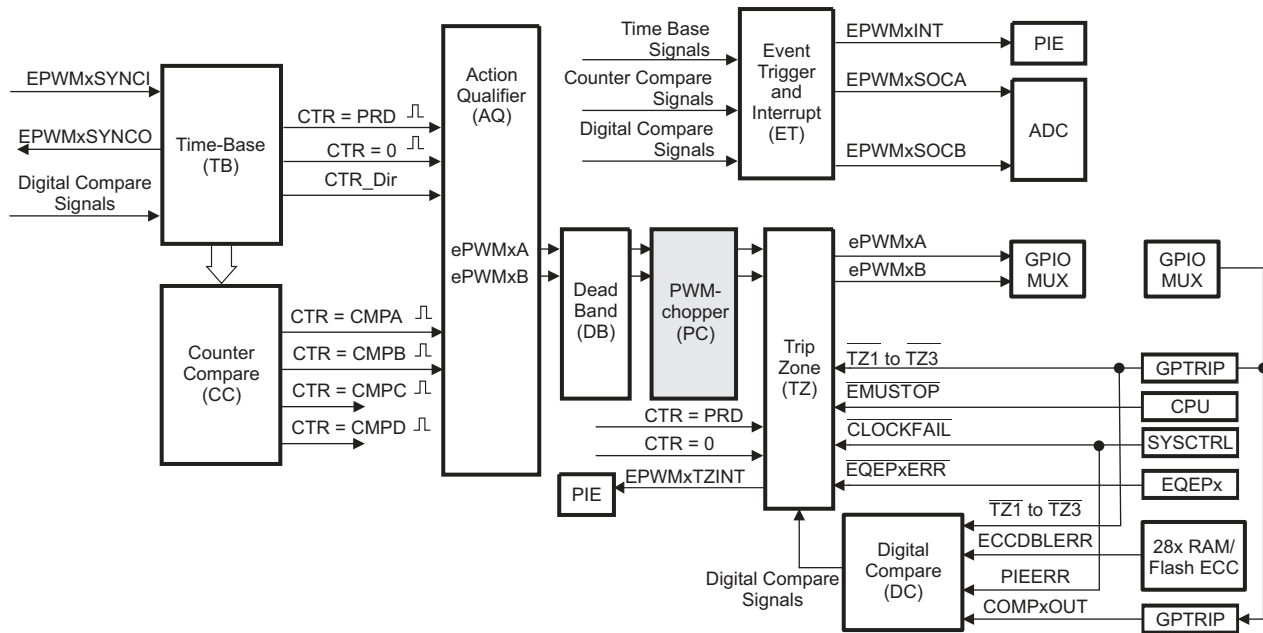 EPWMxSYNCI
EPWMxSYNCO
Digital Compare
Signals
Time-Base
(TB)
CTR = PRD
CTR = 0
CTR_Dir
Counter
Compare
(CC)
CTR = CMPA
CTR = CMPB
CTR = CMPC
CTR = CMPD
Action
Qualifier
(AQ)
ePWMxA
ePWMxB
Time Base
Signals
Counter Compare
Signals
Digital Compare
Signals
Event
Trigger
and
Interrupt
(ET)
EPWMxINT
EPWMxSOCA
EPWMxSOCB
PIE
ADC
Dead
Band
(DB)
PWM-
chopper
(PC)
CTR = PRD
CTR = 0
EPWMxTZINT
PIE
Trip
Zone
(TZ)
ePWMxA
ePWMxB
GPIO
MUX
GPIO
MUX
TZ1 to TZ3
EMUSTOP
CLOCKFAIL
EQEPxERR
GPTRIP
CPU
SYSCTRL
EQEPx
Digital Compare
Signals
Digital
Compare
(DC)
TZ1 to TZ3
ECCDBLERR
PIEERR
COMPxOUT
28x RAM/
Flash ECC
GPTRIP